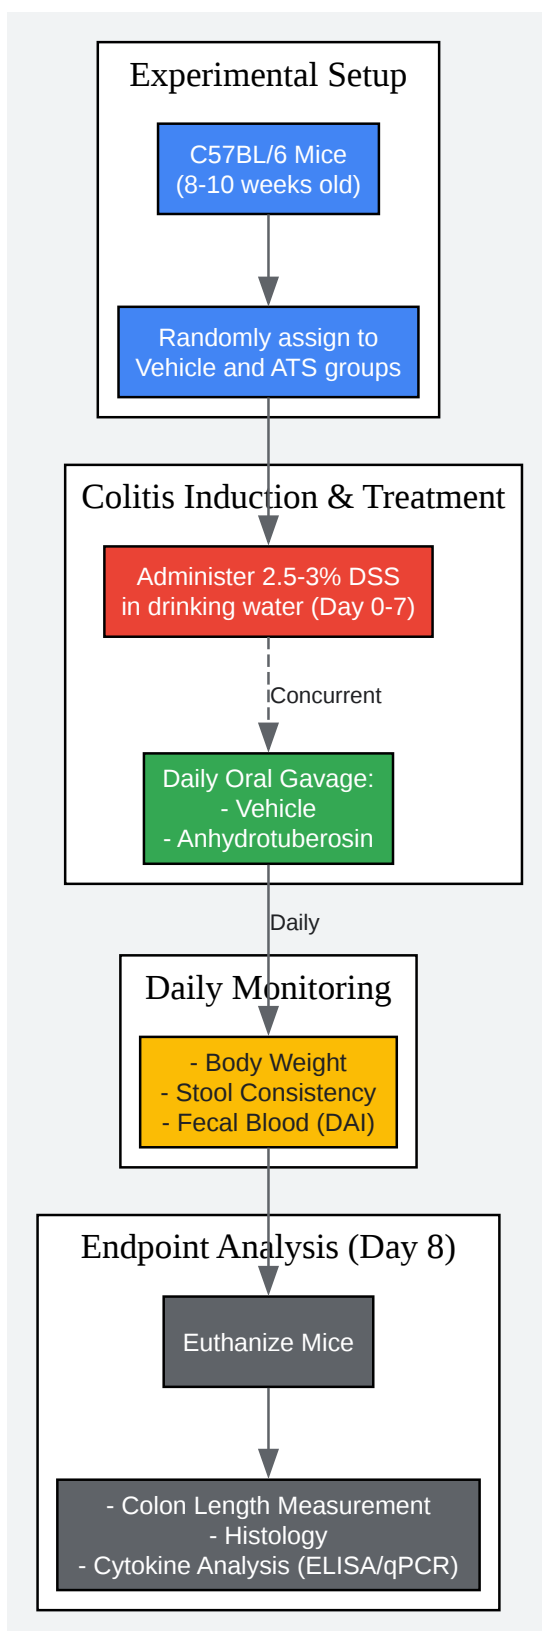 Experimental Setup
C57BL/6 Mice
(8-10 weeks old)
Randomly assign to
Vehicle and ATS groups
Colitis Induction & Treatment
Administer 2.5-3% DSS
in drinking water (Day 0-7)
Concurrent
Daily Oral Gavage:
- Vehicle
- Anhydrotuberosin
Daily
Daily Monitoring
- Body Weight
- Stool Consistency
- Fecal Blood (DAI)
Endpoint Analysis (Day 8)
Euthanize Mice
- Colon Length Measurement
- Histology
- Cytokine Analysis (ELISA/qPCR)